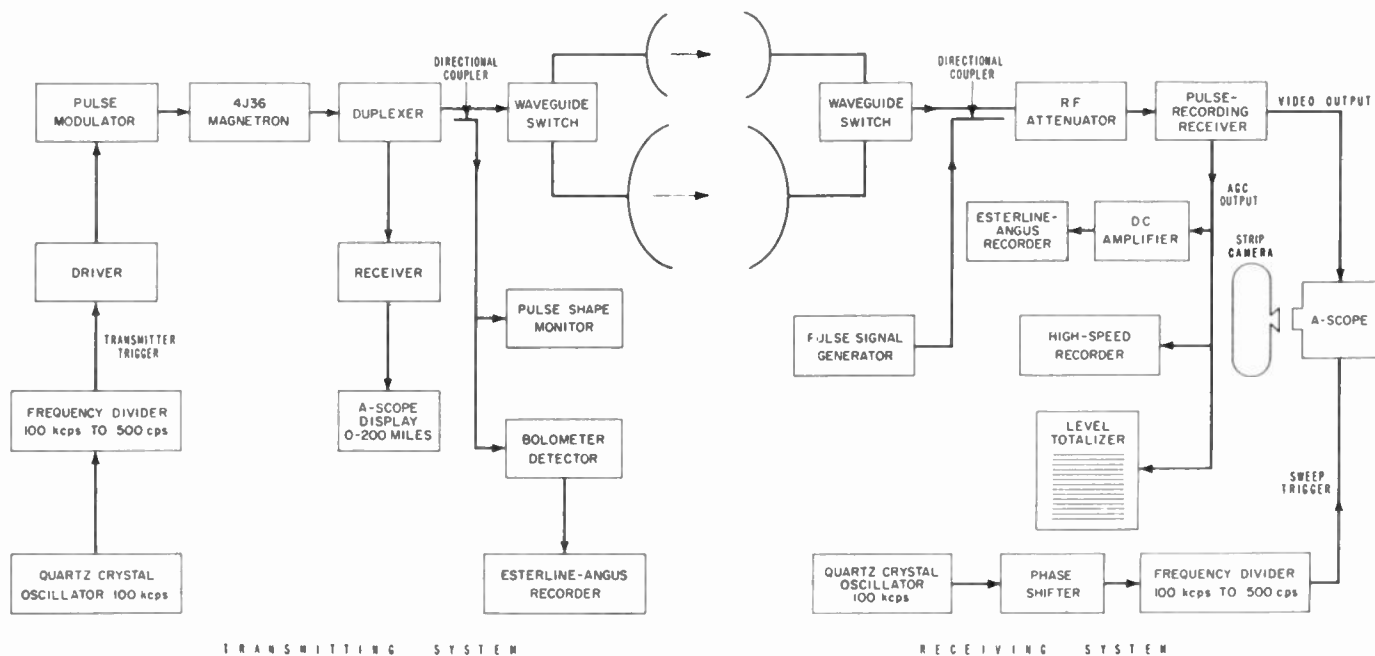 PULSE
MODULATOR
4J36
MAGNETRON
DUPLEXER
DIRECTIONAL
COUPLER
WAVEGUIDE
SWITCH
WAVEGUIDE
SWITCH
DIRECTIONAL
COUPLER
RF
ATTENUATOR
PULSE-
RECORDING
RECEIVER
VIDEO OUTPUT
AGC
OUTPUT
DRIVER
RECEIVER
ESTERLINE-
ANGUS
RECORDER
DC
AMPLIFIER
STRIP
CAMERA
TRANSMITTER
TRIGGER
PULSE SHAPE
MONITOR
PULSE SIGNAL
GENERATOR
HIGH-SPEED
RECORDER
A-SCOPE
FREQUENCY DIVIDER
100 kcps TO 500 cps
A-SCOPE
DISPLAY
0-200 MILES
BOLOMETER
DETECTOR
LEVEL
TOTALIZER
SWEEP
TRIGGER
QUARTZ CRYSTAL
OSCILLATOR 100 kcps
ESTERLINE-ANGUS
RECORDER
QUARTZ CRYSTAL
OSCILLATOR
100 kcps
PHASE
SHIFTER
FREQUENCY DIVIDER
100 kcps TO 500 cps
TRANSMITTING SYSTEM
RECEIVING SYSTEM